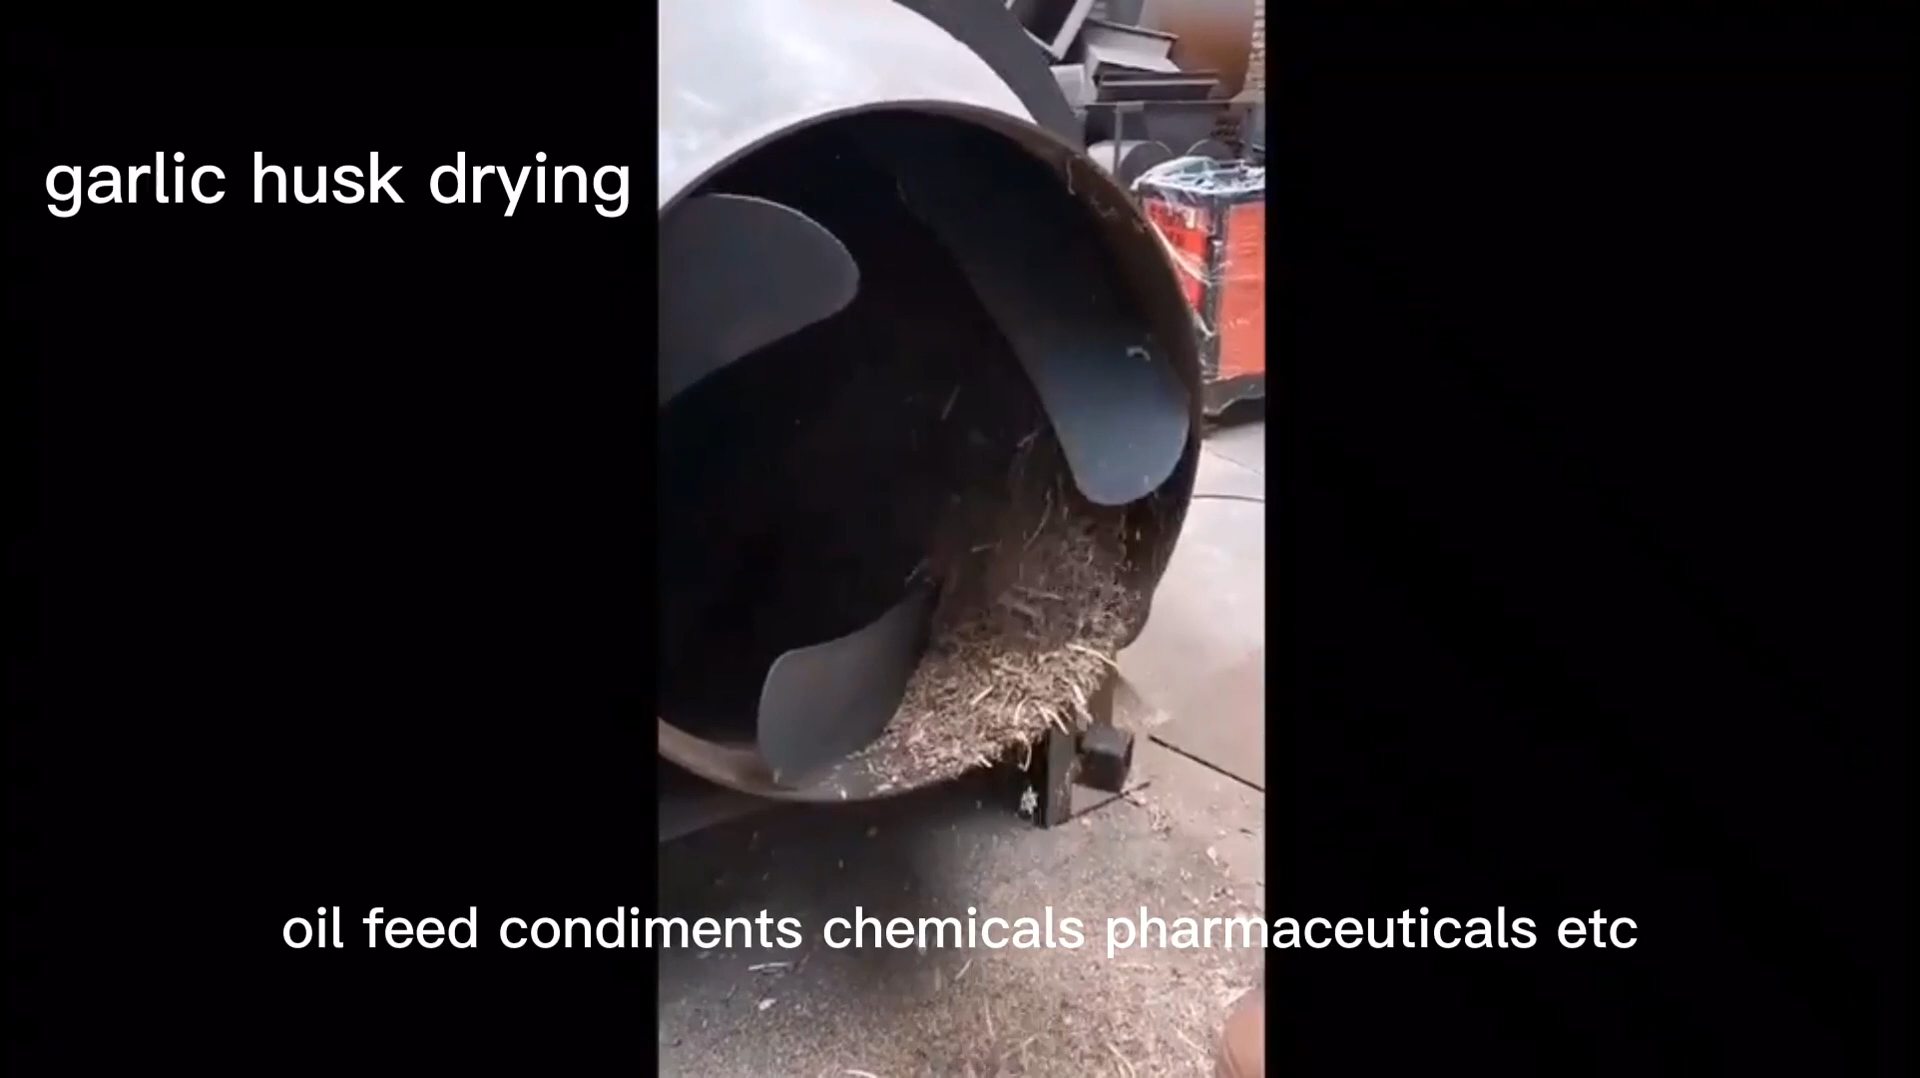 garlic husk drying
oil feed condiments chemicals pharmaceuticals etc